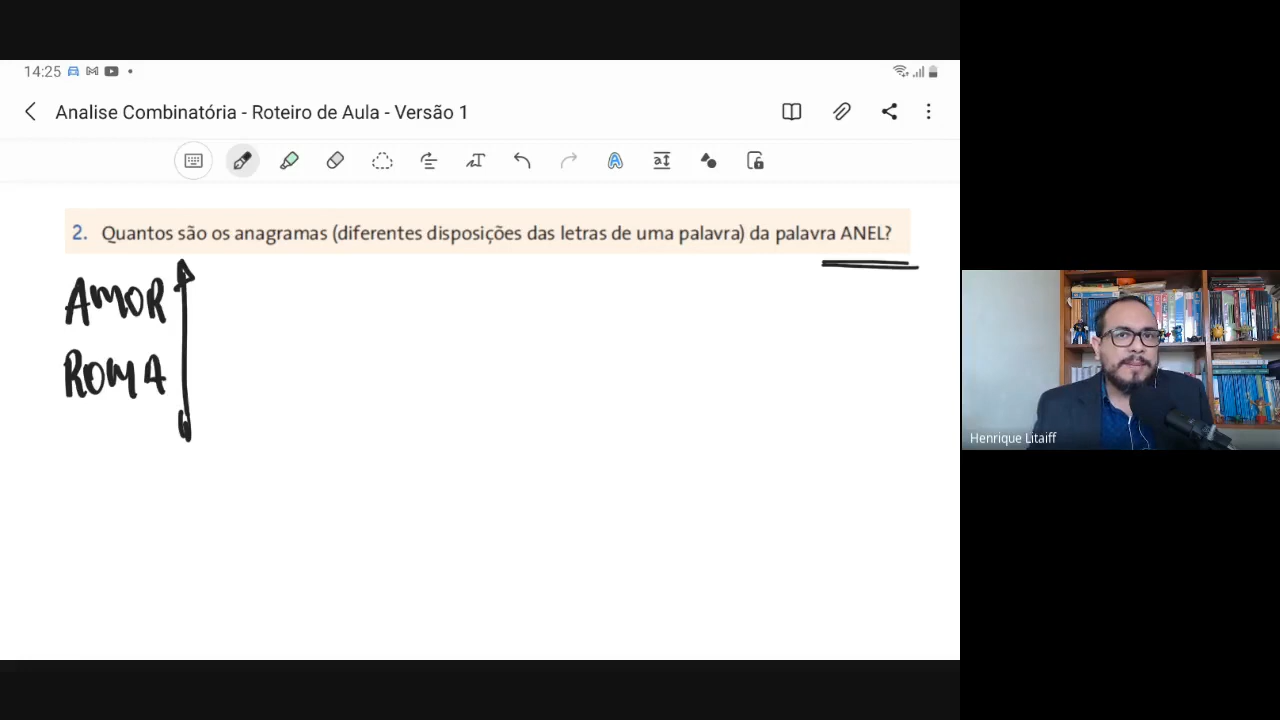 14:25
Analise Combinatória - Roteiro de Aula - Versão 1
2. Quantos são os anagramas (diferentes disposições das letras de uma palavra) da palavra ANEL?
AMOR
ROMA
Henrique Litaiff